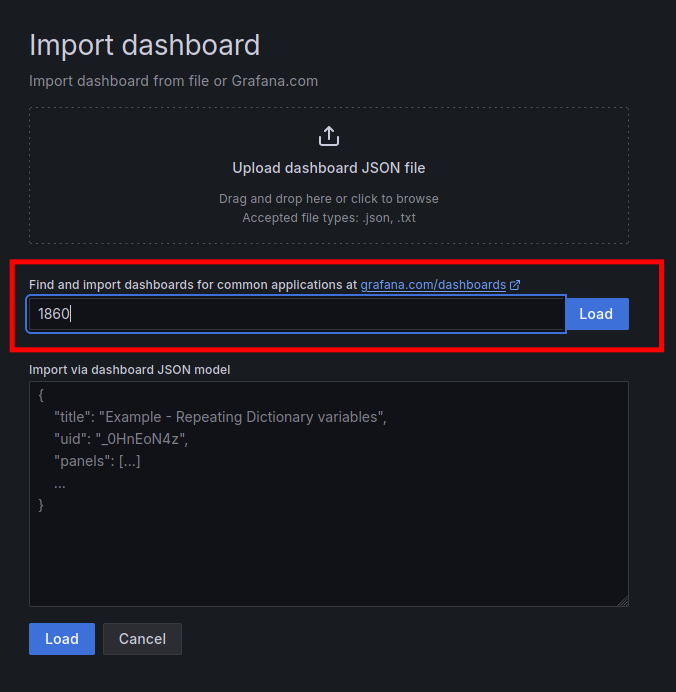 Import dashboard
Import dashboard from file or Grafana.com
Upload dashboard JSON file
Drag and drop here or click to browse
Accepted file types: .json, .txt
Find and import dashboards for common applications at grafana.com/dashboards
1860 Load
Import via dashboard JSON model
{
"title": "Example - Repeating Dictionary variables",
"uid": "_0HnEoN4z",
"panels": [...]
...
}
Load Cancel